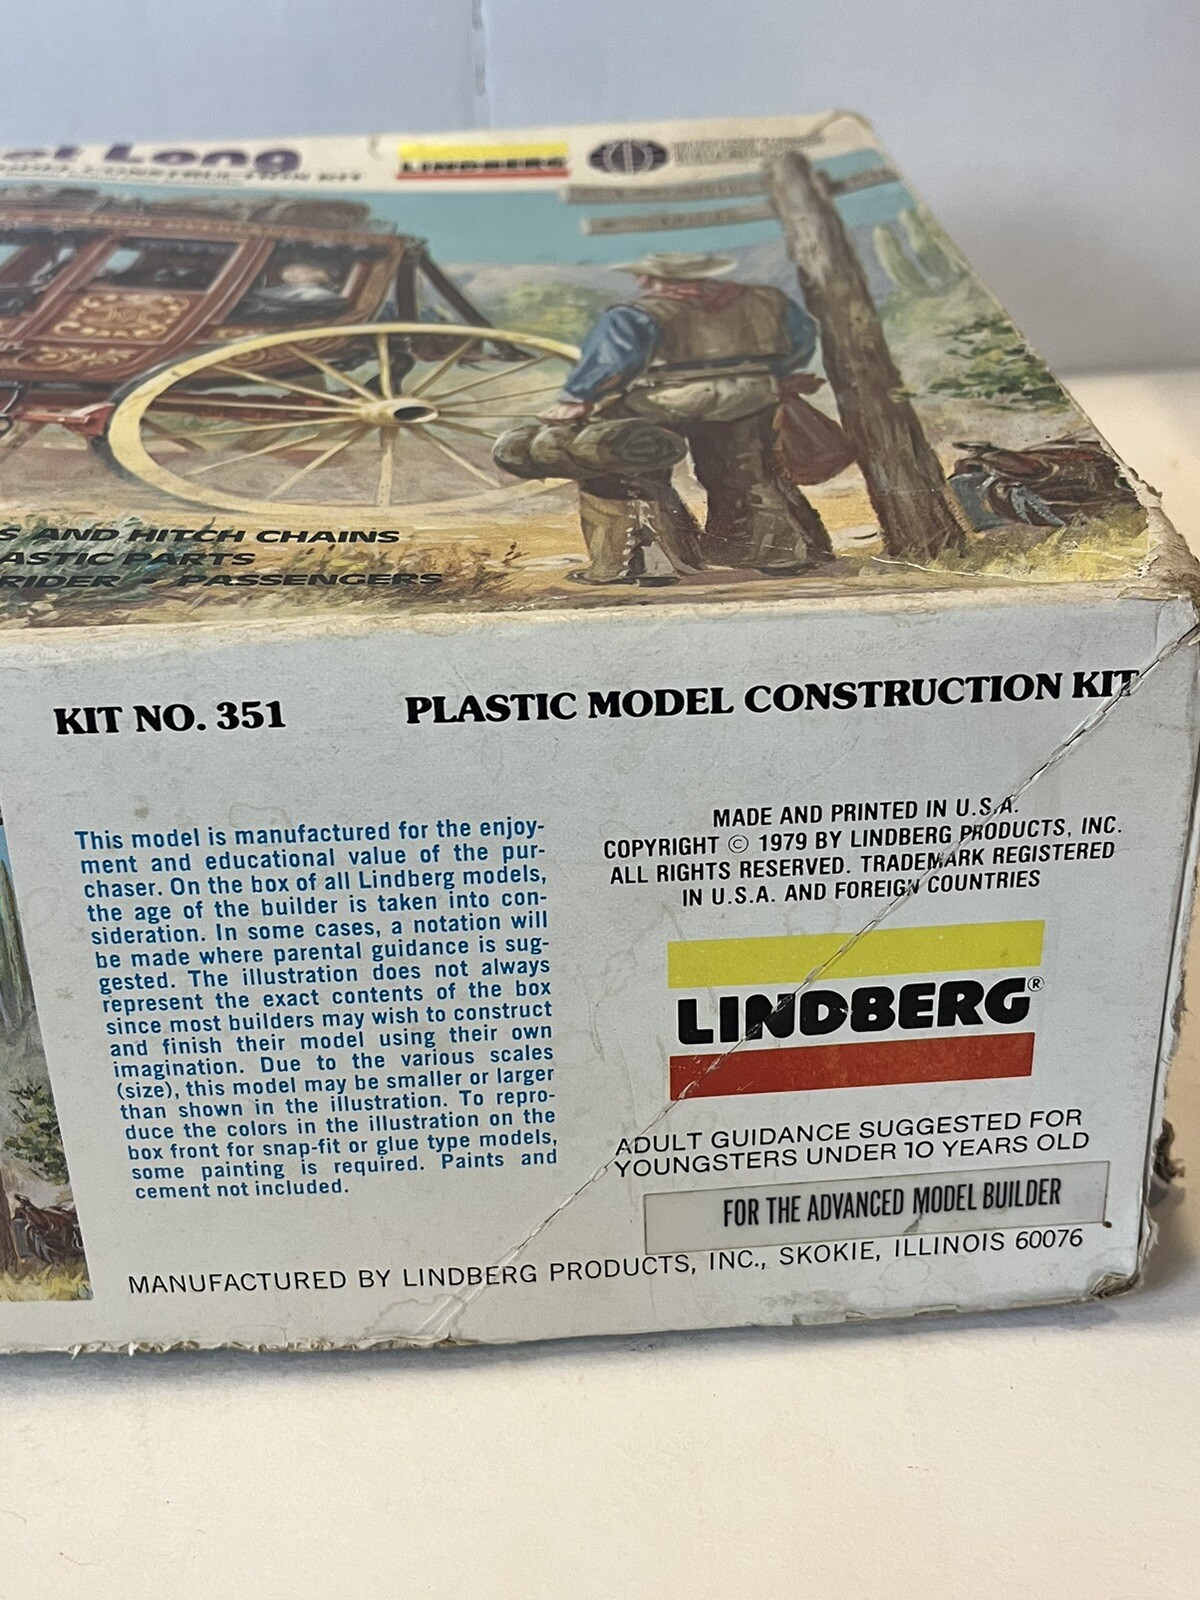 Long
CONSTRUCTION KIT
LINDBERG
AND HITCH CHAINS
PARTS
RIDER • PASSENGERS
KIT NO. 351
PLASTIC MODEL CONSTRUCTION KIT
This model is manufactured for the enjoy-
ment and educational value of the pur-
chaser. On the box of all Lindberg models,
the age of the builder is taken into con-
sideration. In some cases, a notation will
be made where parental guidance is sug-
gested. The illustration does not always
represent the exact contents of the box
since most builders may wish to construct
and finish their model using their own
imagination. Due to the various scales
(size), this model may be smaller or larger
than shown in the illustration. To repro-
duce the colors in the illustration on the
box front for snap-fit or glue type models,
some painting is required. Paints and
cement not included.
MADE AND PRINTED IN U.S.A.
COPYRIGHT © 1979 BY LINDBERG PRODUCTS, INC.
ALL RIGHTS RESERVED. TRADEMARK REGISTERED
IN U.S.A. AND FOREIGN COUNTRIES
LINDBERG®
ADULT GUIDANCE SUGGESTED FOR
YOUNGSTERS UNDER 10 YEARS OLD
FOR THE ADVANCED MODEL BUILDER
MANUFACTURED BY LINDBERG PRODUCTS, INC., SKOKIE, ILLINOIS 60076